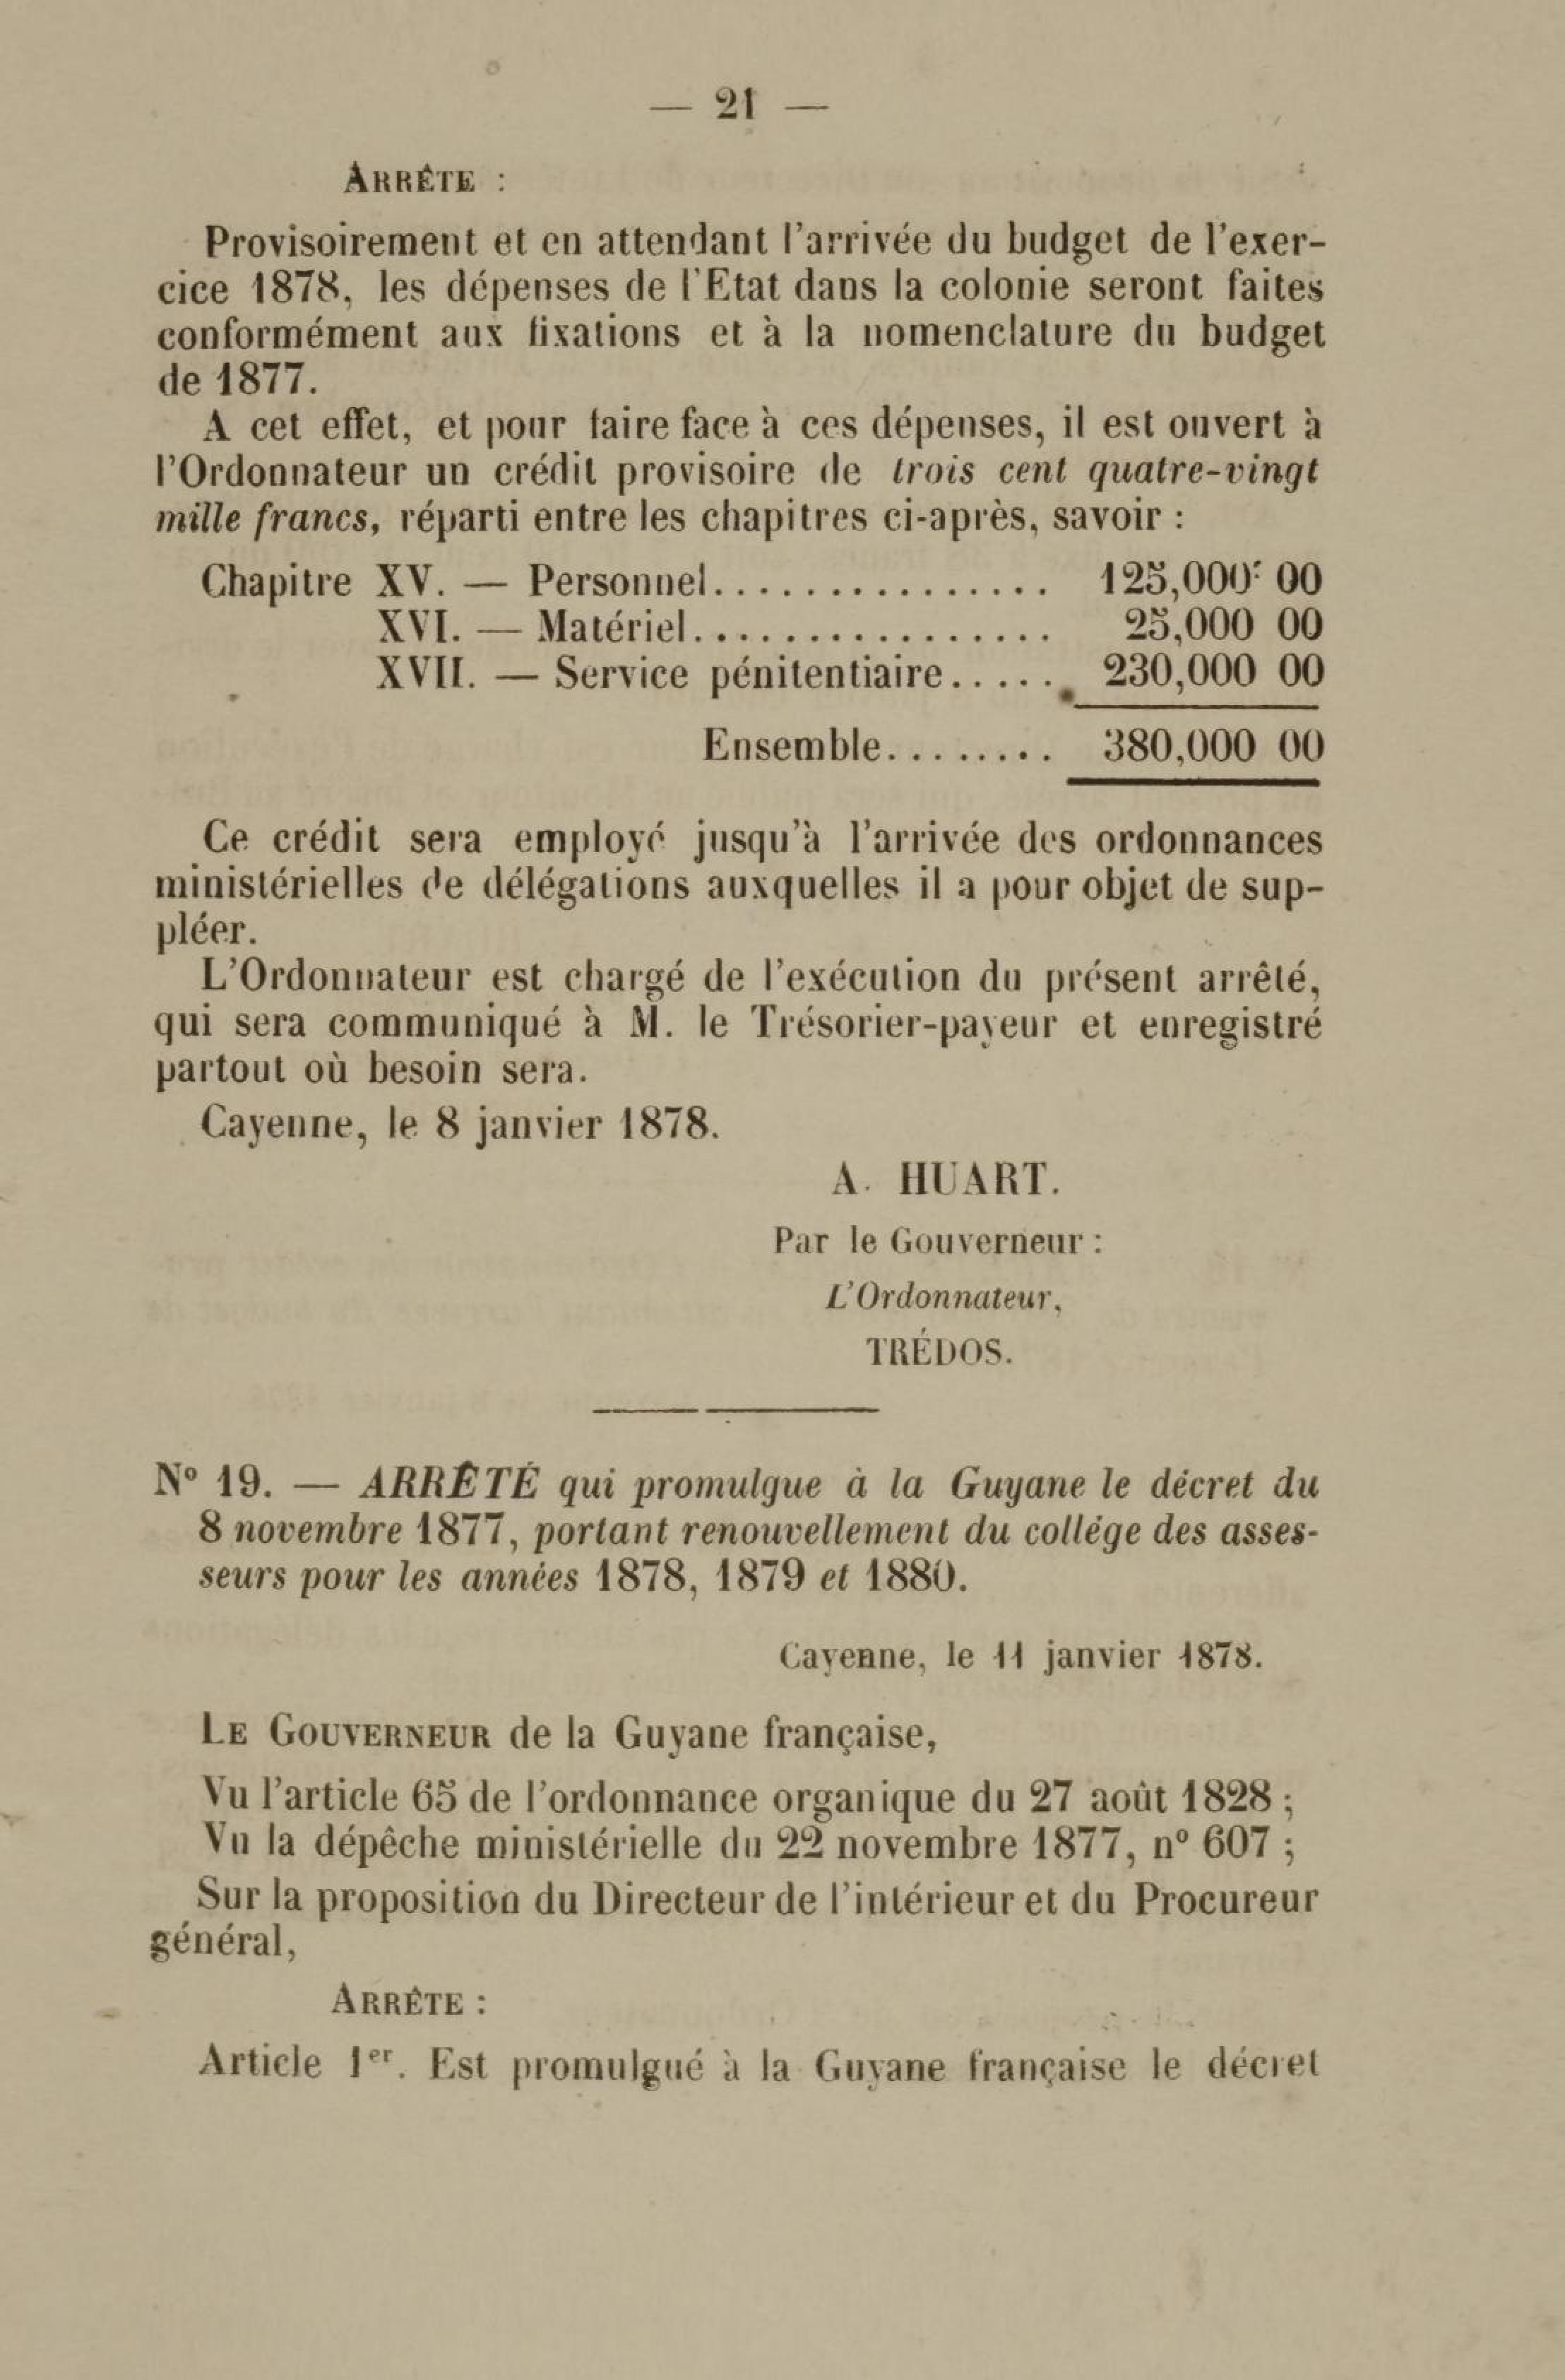 — 21 —
ARRÊTE :
Provisoirement et en attendant l'arrivée du budget de l'exer-
cice 1878, les dépenses de l'Etat dans la colonie seront faites
conformément aux fixations et à la nomenclature du budget
de 1877.
A cet effet, et pour faire face à ces dépenses, il est ouvert à
l'Ordonnateur un crédit provisoire de trois cent quatre-vingt
mille francs, réparti entre les chapitres ci-après, savoir :
Chapitre XV. — Personnel................ 125,000f 00
XVI. — Matériel................. 25,000 00
XVII. — Service pénitentiaire...... 230,000 00
Ensemble........ 380,000 00
Ce crédit sera employé jusqu'à l'arrivée des ordonnances
ministérielles de délégations auxquelles il a pour objet de sup-
pléer.
L'Ordonnateur est chargé de l'exécution du présent arrêté,
qui sera communiqué à M. le Trésorier-payeur et enregistré
partout où besoin sera.
Cayenne, le 8 janvier 1878.
A. HUART.
Par le Gouverneur :
L'Ordonnateur,
TRÉDOS.
N° 19. — ARRÊTÉ qui promulgue à la Guyane le décret du
8 novembre 1877, portant renouvellement du collége des asses-
seurs pour les années 1878, 1879 et 1880.
Cayenne, le 11 janvier 1878.
LE GOUVERNEUR de la Guyane française,
Vu l'article 65 de l'ordonnance organique du 27 août 1828 ;
Vu la dépêche ministérielle du 22 novembre 1877, n° 607 ;
Sur la proposition du Directeur de l'intérieur et du Procureur
général,
ARRÊTE :
Article 1er. Est promulgué à la Guyane française le décret